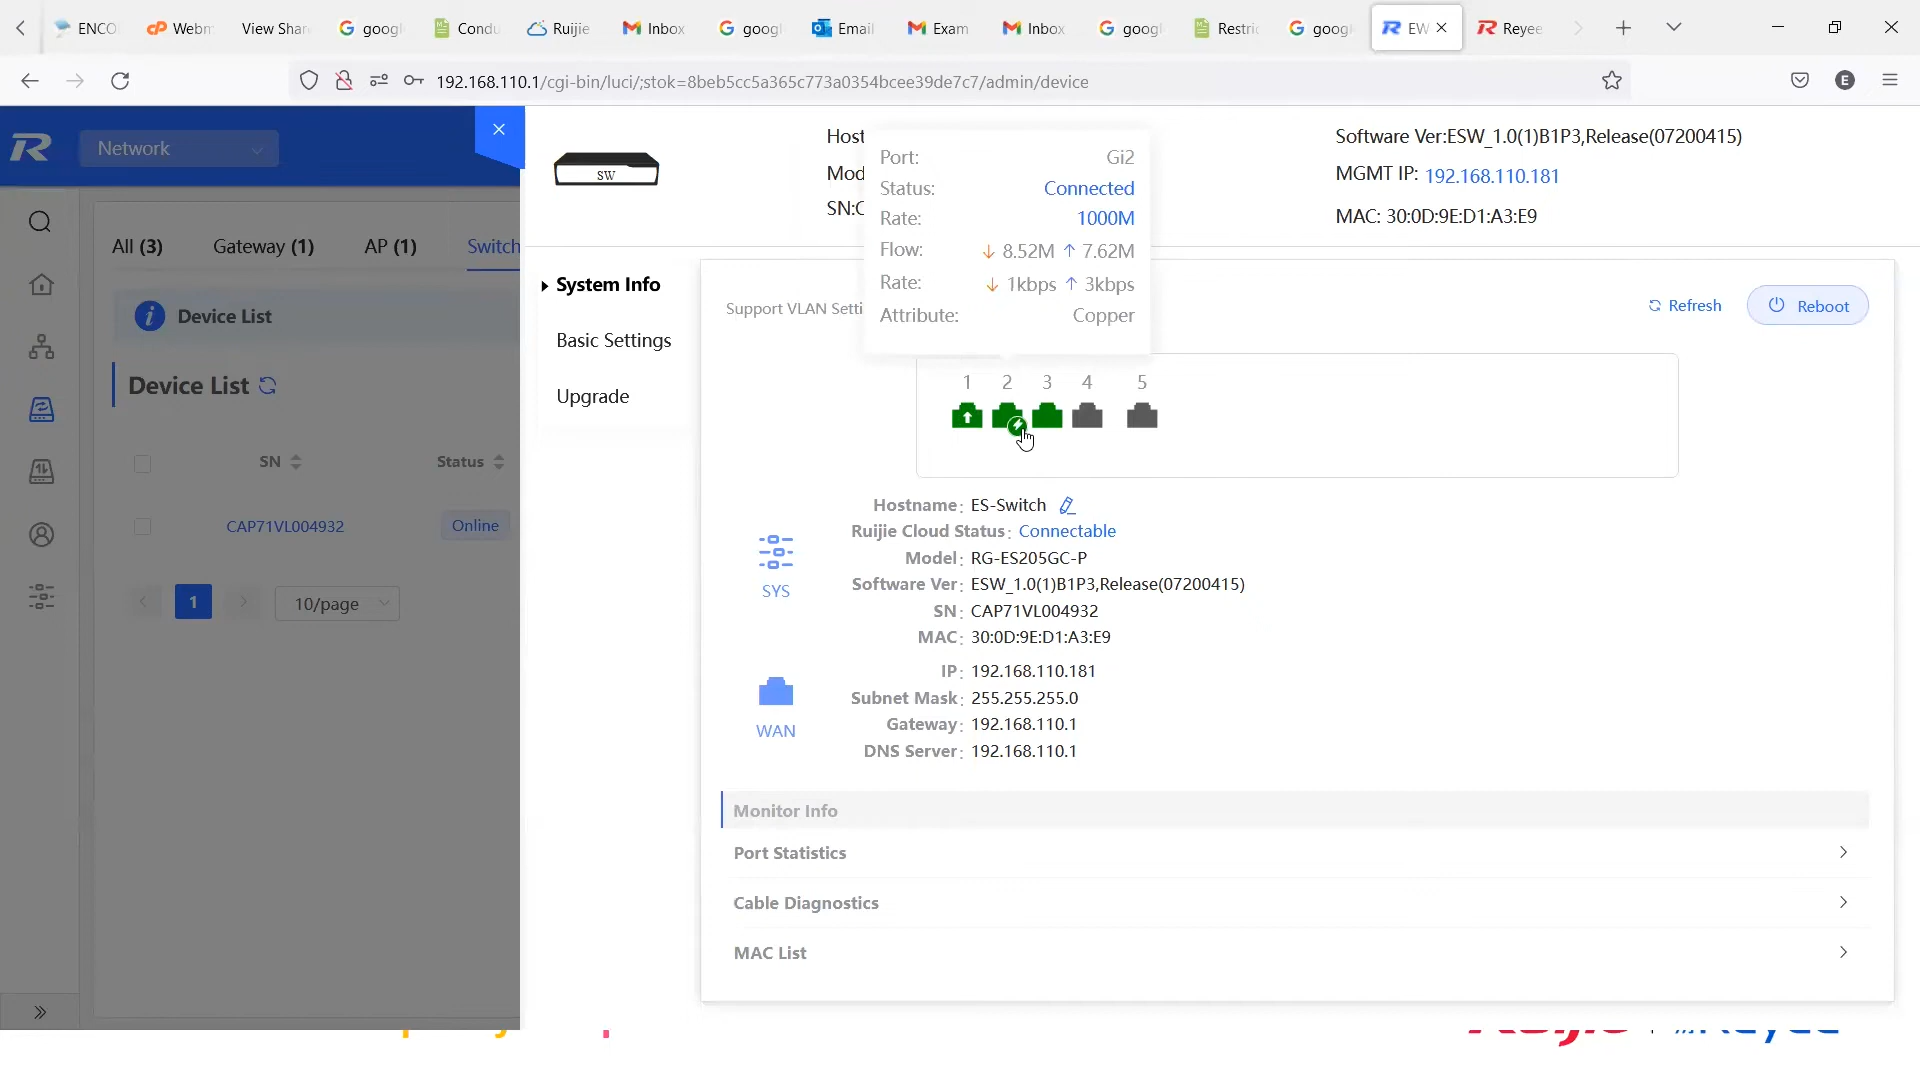 ENCO
Webm
View Shar
googl
Condu
Ruijie
Inbox
googl
Email
Exam
Inbox
googl
Restric
googl
EW
Reyee
192.168.110.1/cgi-bin/luci/;stok=8beb5cc5a365c773a0354bcee39de7c7/admin/device
E
R
Network
SW
Host
Mod
SN:C
Software Ver:ESW_1.0(1)B1P3,Release(07200415)
MGMT IP: 192.168.110.181
MAC: 30:0D:9E:D1:A3:E9
Port: Gi2
Status: Connected
Rate: 1000M
Flow: ↓ 8.52M ↑ 7.62M
Rate: ↓ 1kbps ↑ 3kbps
Attribute: Copper
All (3) Gateway (1) AP (1) Switch
Device List
Device List
SN Status
CAP71VL004932 Online
1 10/page
System Info
Basic Settings
Upgrade
Support VLAN Setti
Refresh
Reboot
1 2 3 4 5
SYS
Hostname: ES-Switch
Ruijie Cloud Status: Connectable
Model: RG-ES205GC-P
Software Ver: ESW_1.0(1)B1P3,Release(07200415)
SN: CAP71VL004932
MAC: 30:0D:9E:D1:A3:E9
WAN
IP: 192.168.110.181
Subnet Mask: 255.255.255.0
Gateway: 192.168.110.1
DNS Server: 192.168.110.1
Monitor Info
Port Statistics
Cable Diagnostics
MAC List